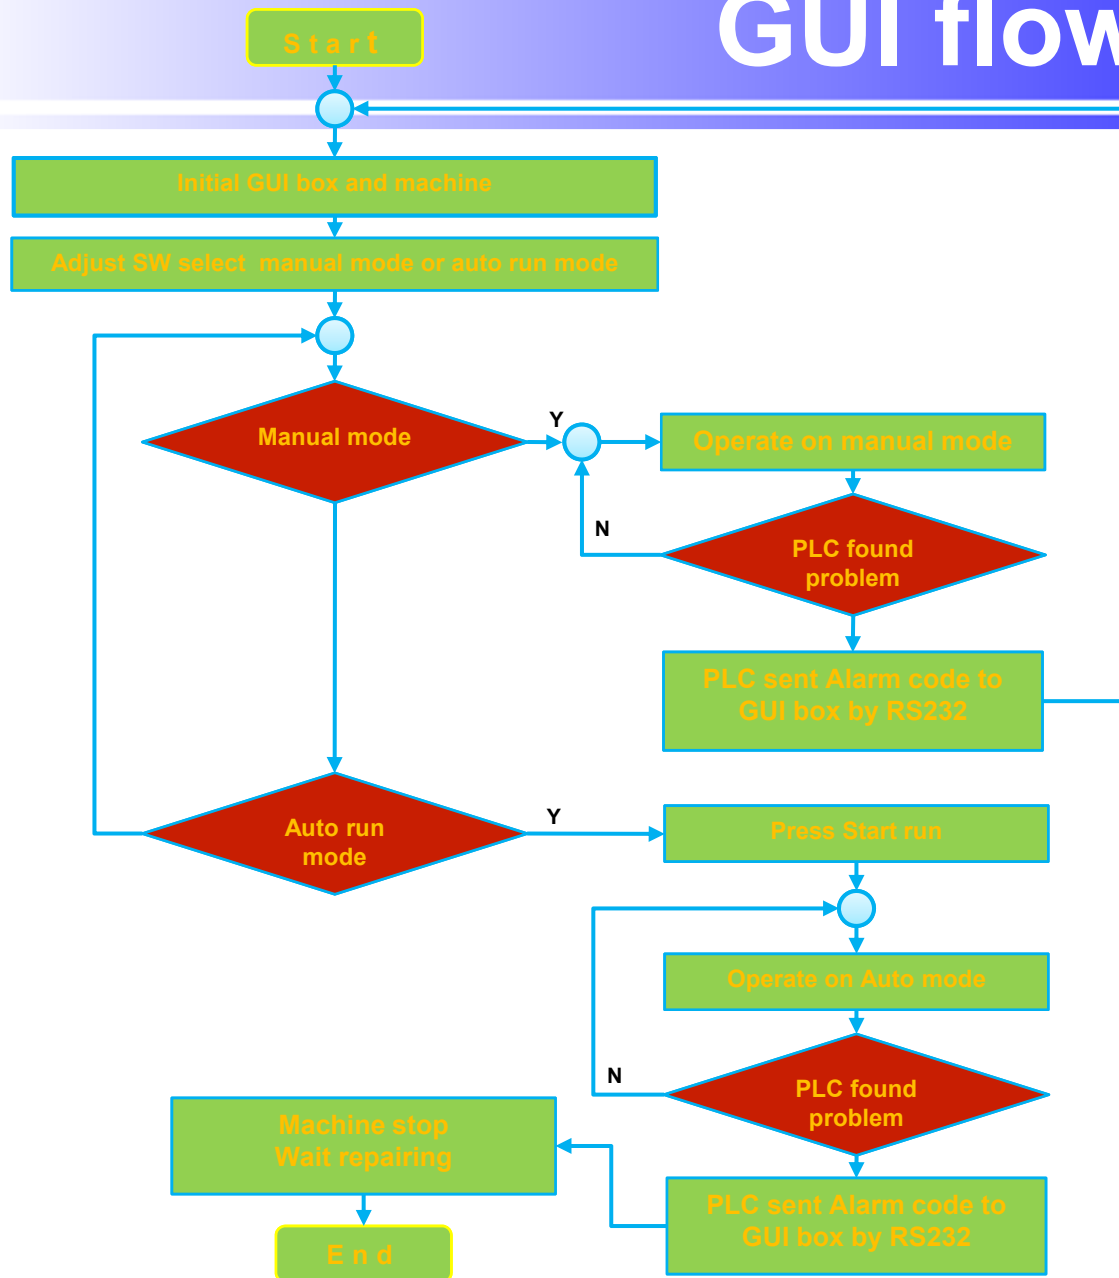 GUI flow
S t a r t
Initial GUI box and machine
Adjust SW select  manual mode or auto run mode
Manual mode
Y
Operate on manual mode
N
PLC found
problem
PLC sent Alarm code to
GUI box by RS232
Auto run
mode
Y
Press Start run
Operate on Auto mode
N
PLC found
problem
Machine stop
Wait repairing
PLC sent Alarm code to
GUI box by RS232
E n d